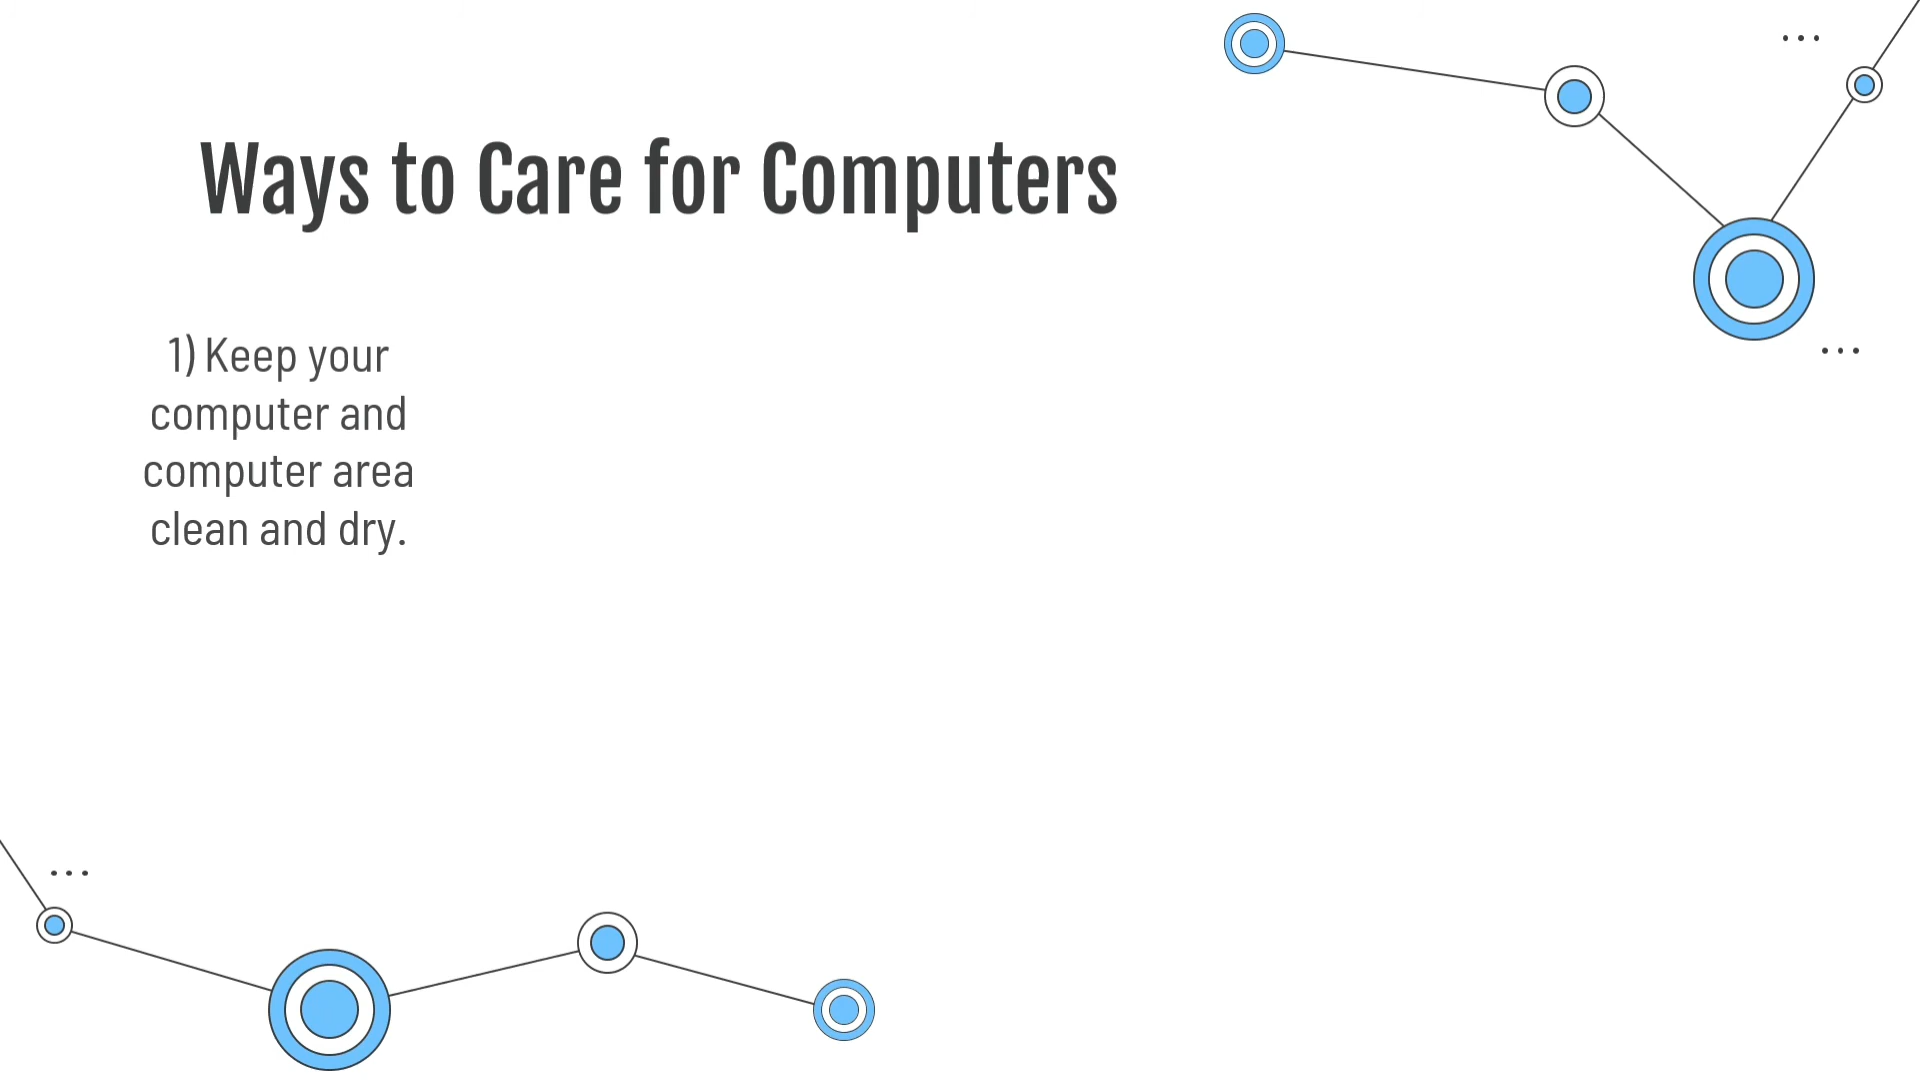 Ways to Care for Computers
1) Keep your
computer and
computer area
clean and dry.